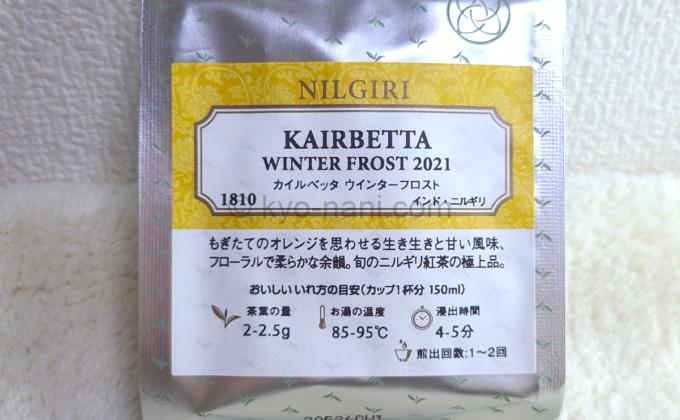 NILGIRI
KAIRBETTA
WINTER FROST 2021
カイルベッタ ウインターフロスト
1810 インド・ニルギリ
© kyo-nani.com
もぎたてのオレンジを思わせる生き生きと甘い風味、
フローラルで柔らかな余韻。旬のニルギリ紅茶の極上品。
おいしいいれ方の目安(カップ1杯分 150ml)
茶葉の量 お湯の温度 浸出時間
2-2.5g 85-95℃ 4-5分
煎出回数:1〜2回